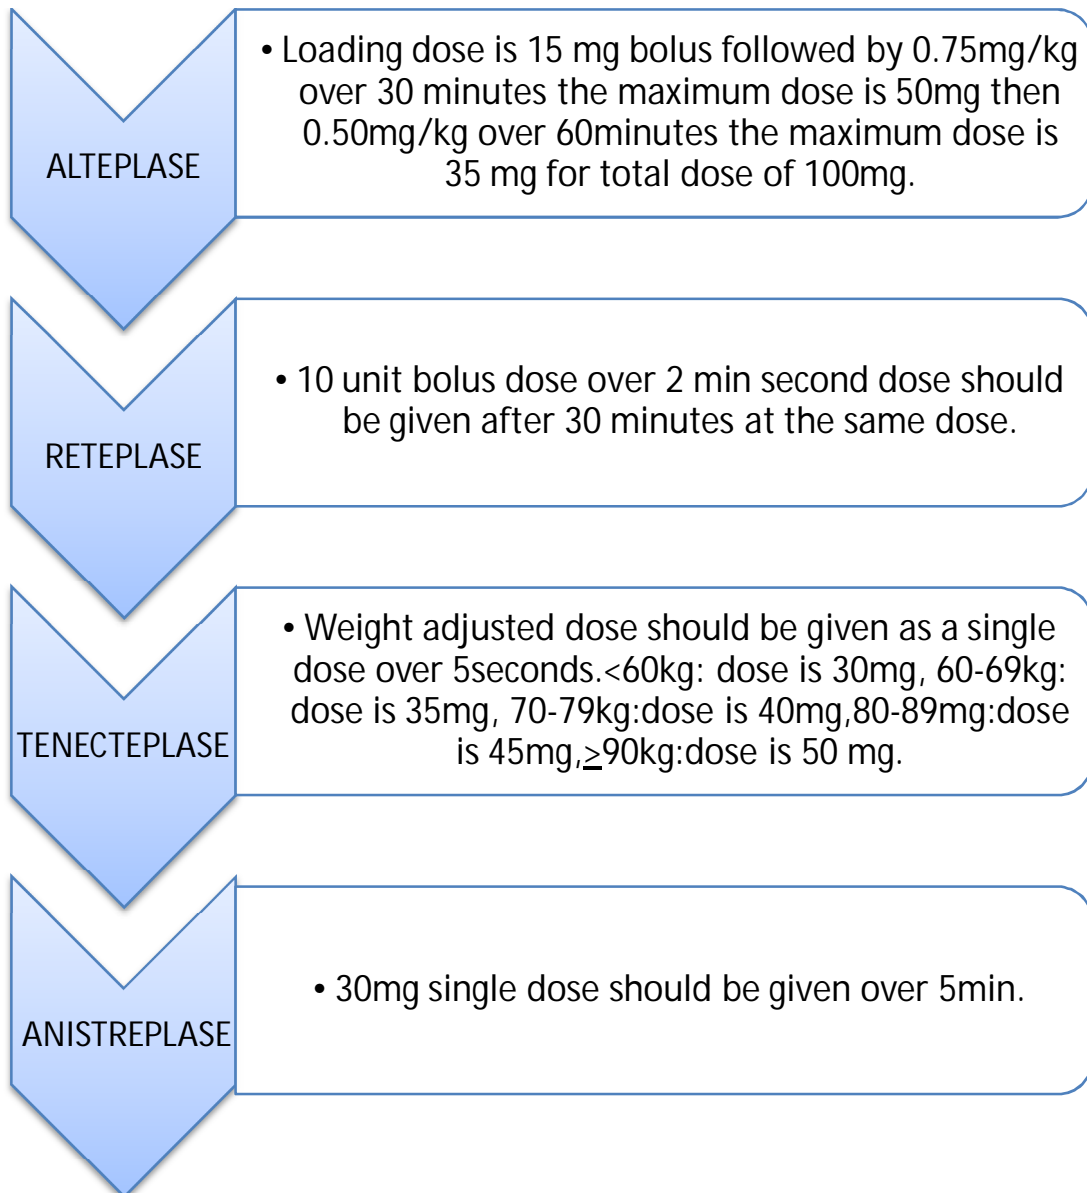 ALTEPLASE
• Loading dose is 15 mg bolus followed by 0.75mg/kg
over 30 minutes the maximum dose is 50mg then
0.50mg/kg over 60minutes the maximum dose is
35 mg for total dose of 100mg.
RETEPLASE
• 10 unit bolus dose over 2 min second dose should
be given after 30 minutes at the same dose.
TENECTEPLASE
• Weight adjusted dose should be given as a single
dose over 5seconds.<60kg: dose is 30mg, 60-69kg:
dose is 35mg, 70-79kg:dose is 40mg,80-89mg:dose
is 45mg,≥90kg:dose is 50 mg.
ANISTREPLASE
• 30mg single dose should be given over 5min.